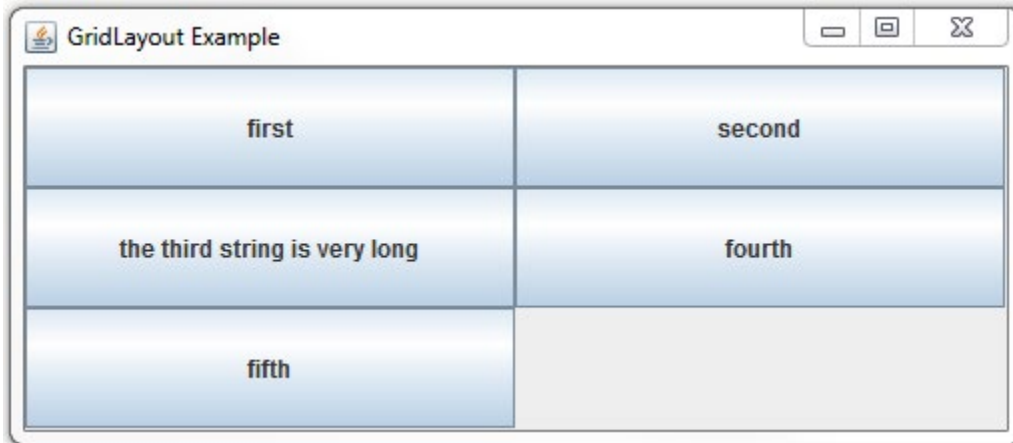 GridLayout Example
first
second
the third string is very long
fourth
fifth